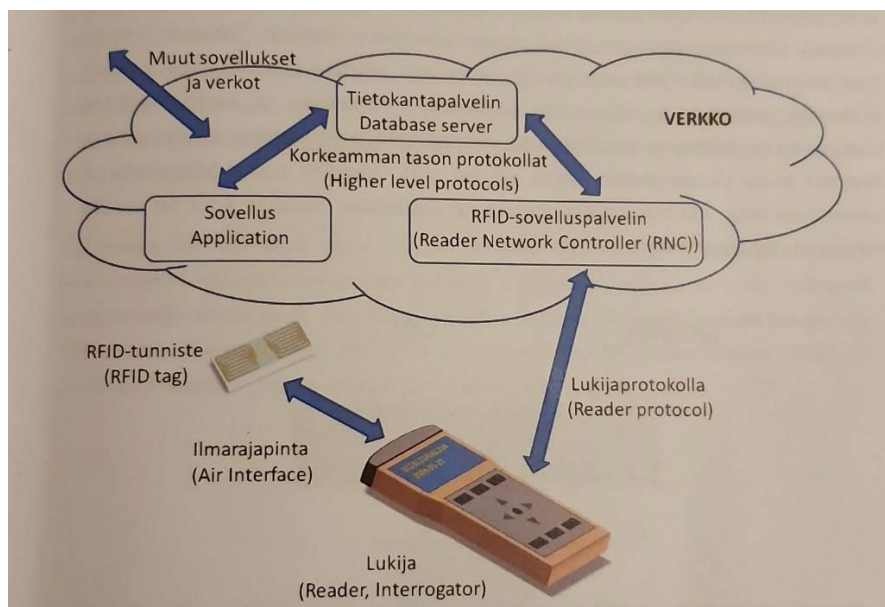 Muut sovellukset
ja verkot
Tietokantapalvelin
Database server
VERKKO
Korkeamman tason protokollat
(Higher level protocols)
Sovellus
Application
RFID-sovelluspalvelin
(Reader Network Controller (RNC))
RFID-tunniste
(RFID tag)
Lukijaprotokolla
(Reader protocol)
Ilmarajapinta
(Air Interface)
Lukija
(Reader, Interrogator)